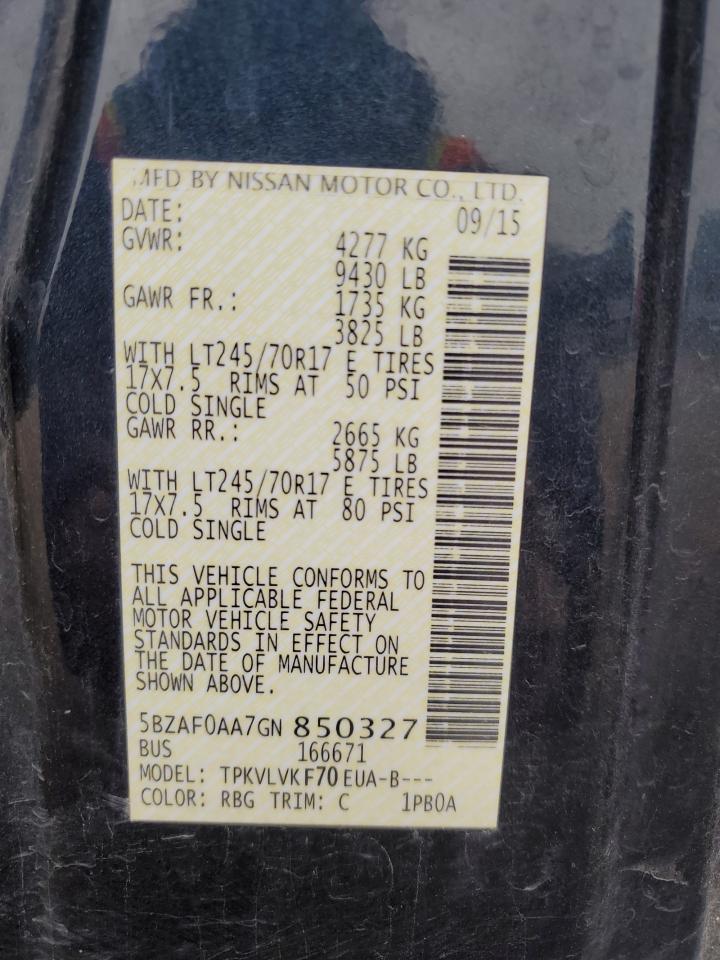 MFD BY NISSAN MOTOR CO., LTD.
DATE: 09/15
GVWR: 4277 KG
9430 LB
GAWR FR.: 1735 KG
3825 LB
WITH LT245/70R17 E TIRES
17X7.5 RIMS AT 50 PSI
COLD SINGLE
GAWR RR.: 2665 KG
5875 LB
WITH LT245/70R17 E TIRES
17X7.5 RIMS AT 80 PSI
COLD SINGLE
THIS VEHICLE CONFORMS TO
ALL APPLICABLE FEDERAL
MOTOR VEHICLE SAFETY
STANDARDS IN EFFECT ON
THE DATE OF MANUFACTURE
SHOWN ABOVE.
5BZAF0AA7GN 850327
BUS 166671
MODEL: TPKVLVKF70EUA-B---
COLOR: RBG TRIM: C 1PB0A